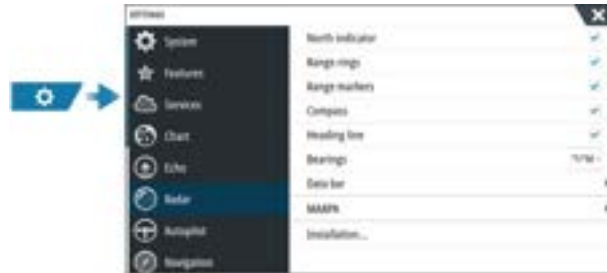 SETTINGS
System
Features
Services
Chart
Echo
Radar
Autopilot
Navigation
North indicator
Range rings
Range markers
Compass
Heading line
Bearings
°T/°M
Data bar
MARPA
Installation...